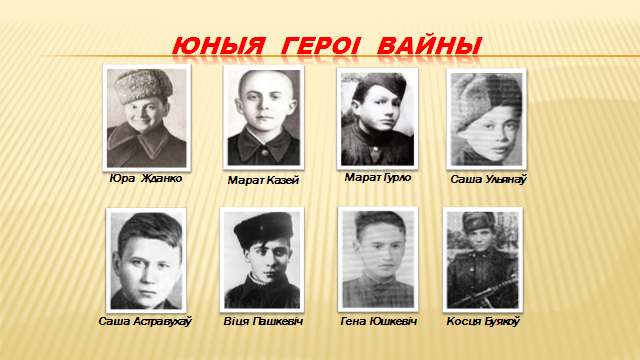 ЮНЫЯ ГЕРОІ ВАЙНЫ
Юра Жданко
Марат Казей
Марат Гурло
Саша Ульянаў
Саша Астравухаў
Віця Пашкевіч
Гена Юшкевіч
Косця Буякоў